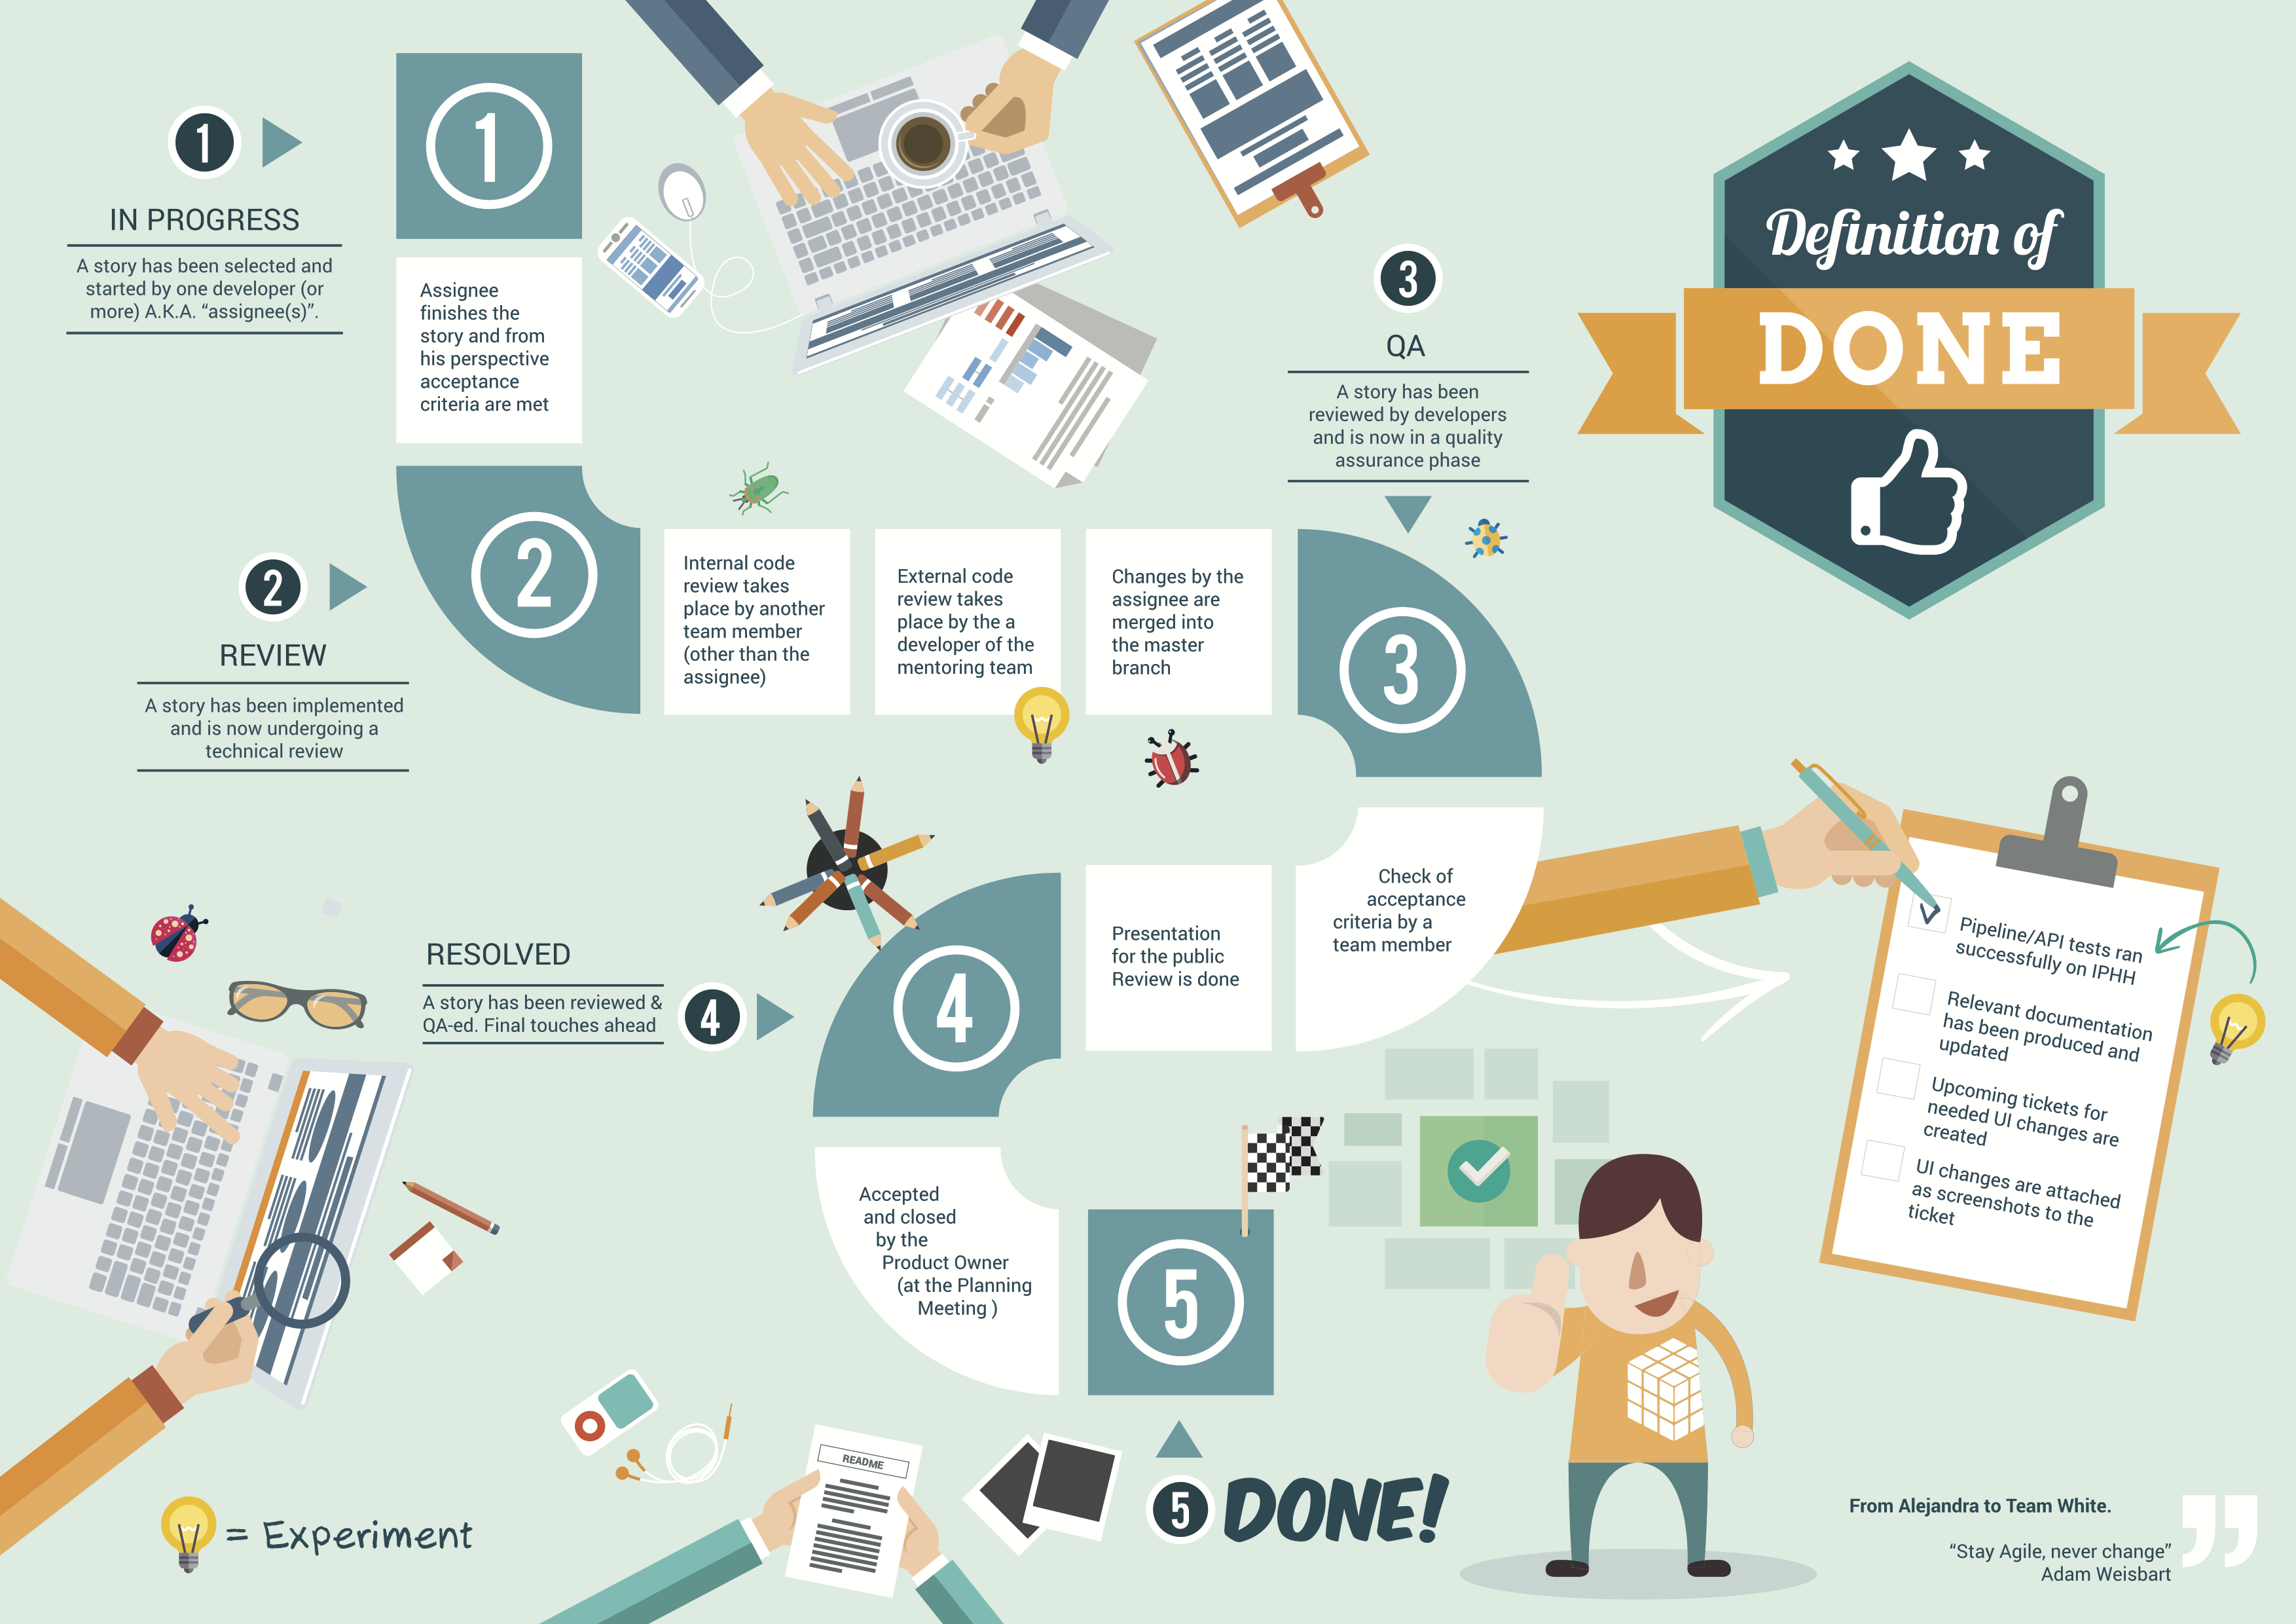 1
IN PROGRESS
A story has been selected and
started by one developer (or
more) A.K.A. “assignee(s)”.
1
Assignee
finishes the
story and from
his perspective
acceptance
criteria are met
2
REVIEW
A story has been implemented
and is now undergoing a
technical review
2
Internal code
review takes
place by another
team member
(other than the
assignee)
External code
review takes
place by the a
developer of the
mentoring team
Changes by the
assignee are
merged into
the master
branch
3
QA
A story has been
reviewed by developers
and is now in a quality
assurance phase
3
Definition of
DONE
Check of
acceptance
criteria by a
team member
Pipeline/API tests ran
successfully on IPHH
Relevant documentation
has been produced and
updated
Upcoming tickets for
needed UI changes are
created
UI changes are attached
as screenshots to the
ticket
Presentation
for the public
Review is done
RESOLVED
A story has been reviewed &
QA-ed. Final touches ahead
4
4
Accepted
and closed
by the
Product Owner
(at the Planning
Meeting )
5
5 DONE!
README
= Experiment
From Alejandra to Team White.
“Stay Agile, never change”
Adam Weisbart
”